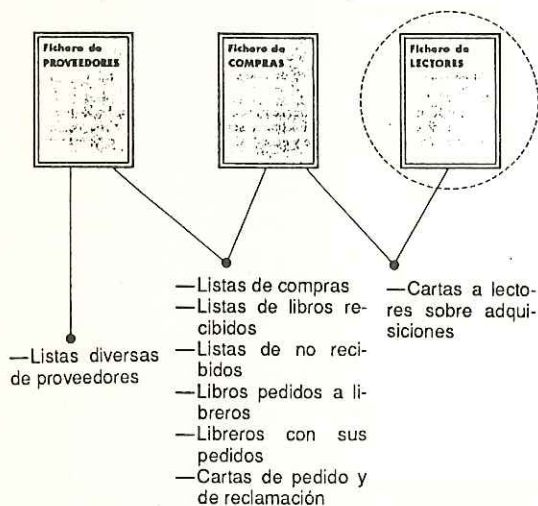 Fichero de
PROVEEDORES
Fichero de
COMPRAS
Fichero de
LECTORES
—Listas diversas
de proveedores
—Listas de compras
—Listas de libros re-
cibidos
—Listas de no reci-
bidos
—Libros pedidos a li-
breros
—Libreros con sus
pedidos
—Cartas de pedido y
de reclamación
—Cartas a lecto-
res sobre adqui-
siciones